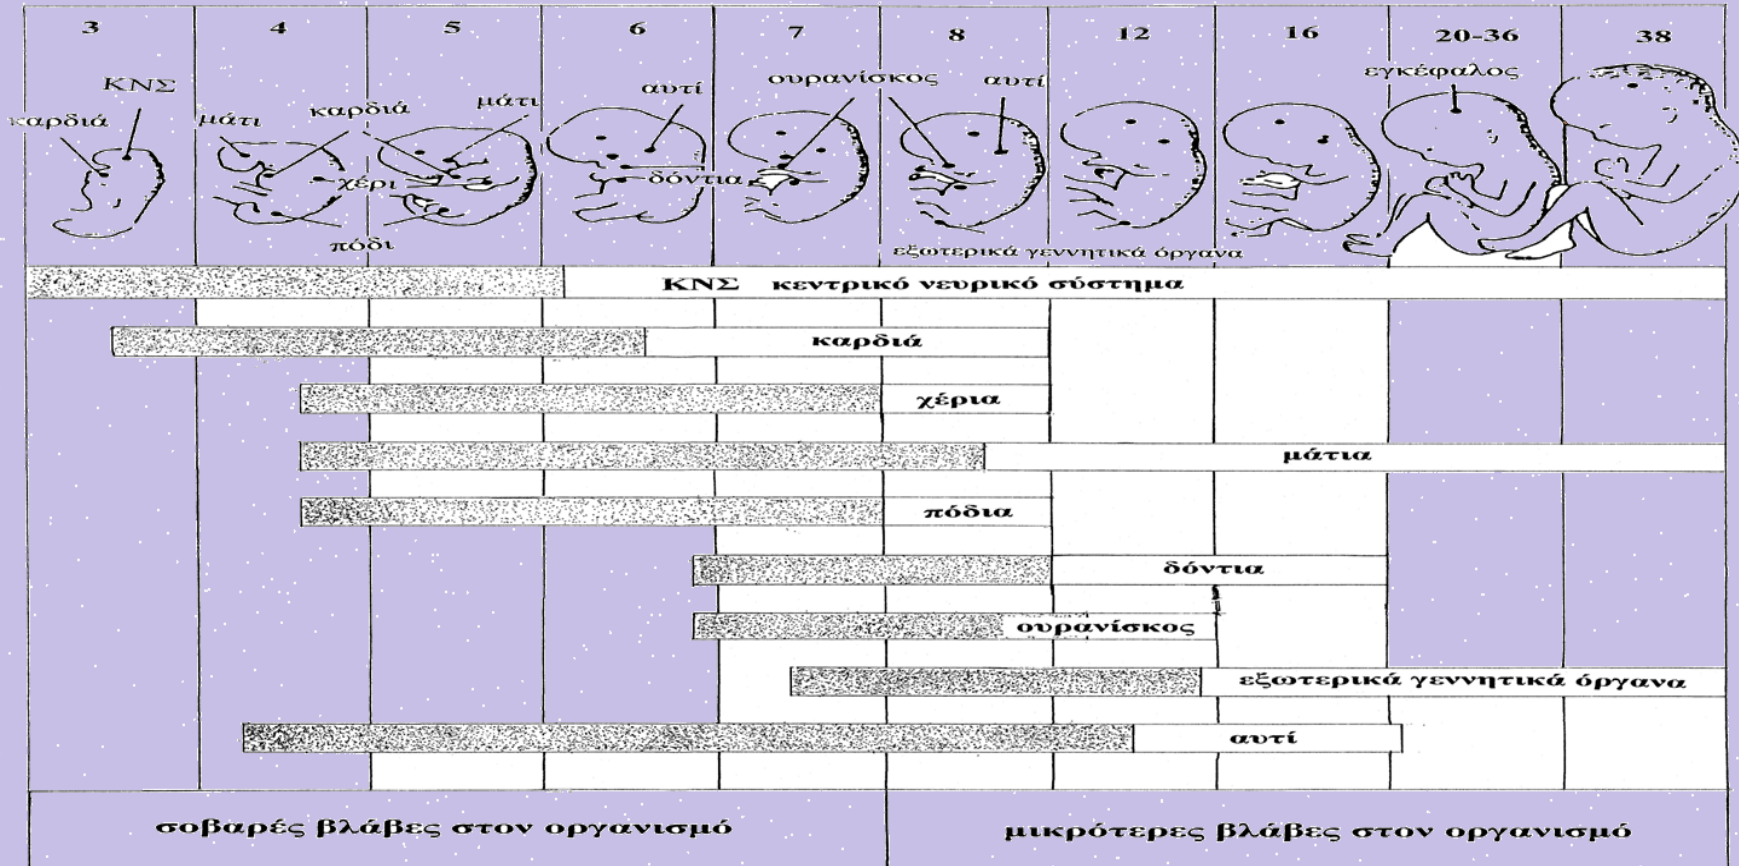 3 4 5 6 7 8 12 16 20-36 38
ΚΝΣ
καρδιά
μάτι
καρδιά
μάτι
αυτί
ουρανίσκος
αυτί
εγκέφαλος
χέρι
δόντια
πόδι
εξωτερικά γεννητικά όργανα
ΚΝΣ κεντρικό νευρικό σύστημα
καρδιά
χέρια
μάτια
πόδια
δόντια
ουρανίσκος
εξωτερικά γεννητικά όργανα
αυτί
σοβαρές βλάβες στον οργανισμό
μικρότερες βλάβες στον οργανισμό